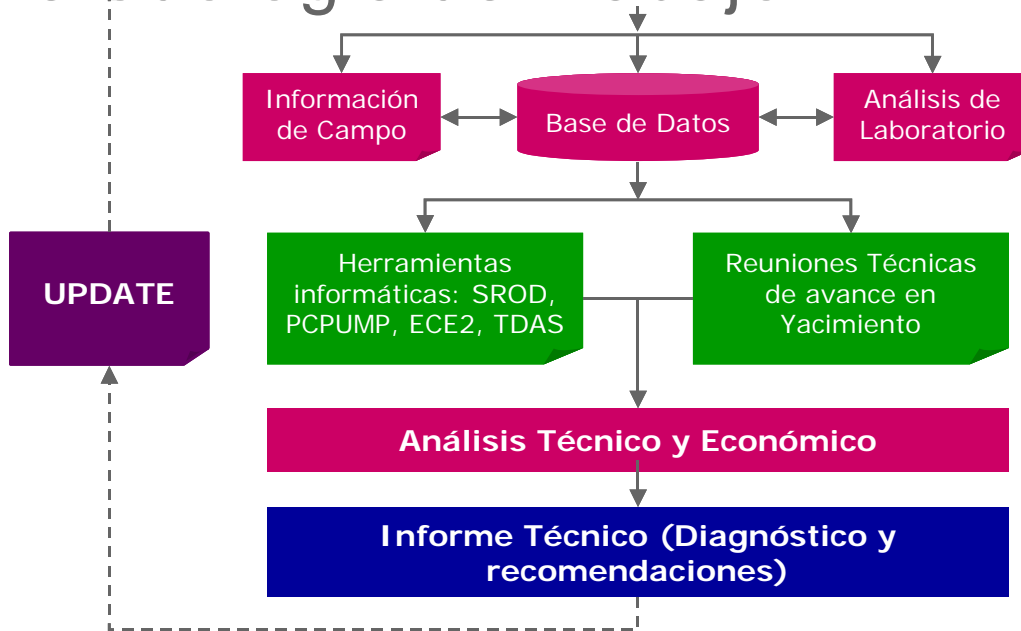 Información
de Campo
Base de Datos
Análisis de
Laboratorio
UPDATE
Herramientas
informáticas: SROD,
PCPUMP, ECE2, TDAS
Reuniones Técnicas
de avance en
Yacimiento
Análisis Técnico y Económico
Informe Técnico (Diagnóstico y
recomendaciones)